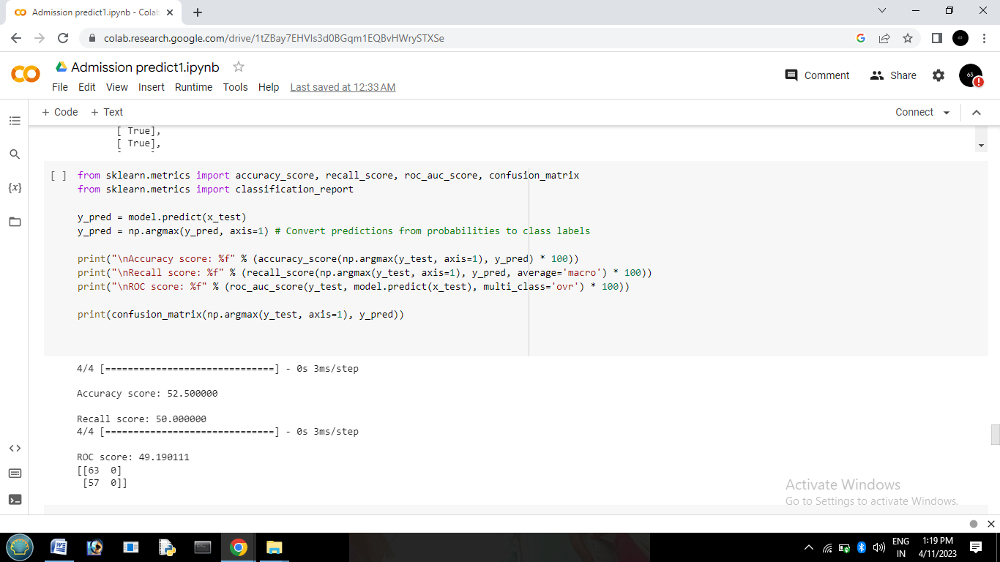 Admission predict1.ipynb - Colab
colab.research.google.com/drive/1tZBay7EHVIs3d0BGqm1EQBvHWrySTXSe
Admission predict1.ipynb
File Edit View Insert Runtime Tools Help Last saved at 12:33 AM
Comment Share
63
+ Code + Text
Connect
[ True],
[ True],
[ ] from sklearn.metrics import accuracy_score, recall_score, roc_auc_score, confusion_matrix
from sklearn.metrics import classification_report
y_pred = model.predict(x_test)
y_pred = np.argmax(y_pred, axis=1) # Convert predictions from probabilities to class labels
print("\nAccuracy score: %f" % (accuracy_score(np.argmax(y_test, axis=1), y_pred) * 100))
print("\nRecall score: %f" % (recall_score(np.argmax(y_test, axis=1), y_pred, average='macro') * 100))
print("\nROC score: %f" % (roc_auc_score(y_test, model.predict(x_test), multi_class='ovr') * 100))
print(confusion_matrix(np.argmax(y_test, axis=1), y_pred))
4/4 [==============================] - 0s 3ms/step
Accuracy score: 52.500000
Recall score: 50.000000
4/4 [==============================] - 0s 3ms/step
ROC score: 49.190111
[[63 0]
[57 0]]
Activate Windows
Go to Settings to activate Windows.
ENG
IN
1:19 PM
4/11/2023